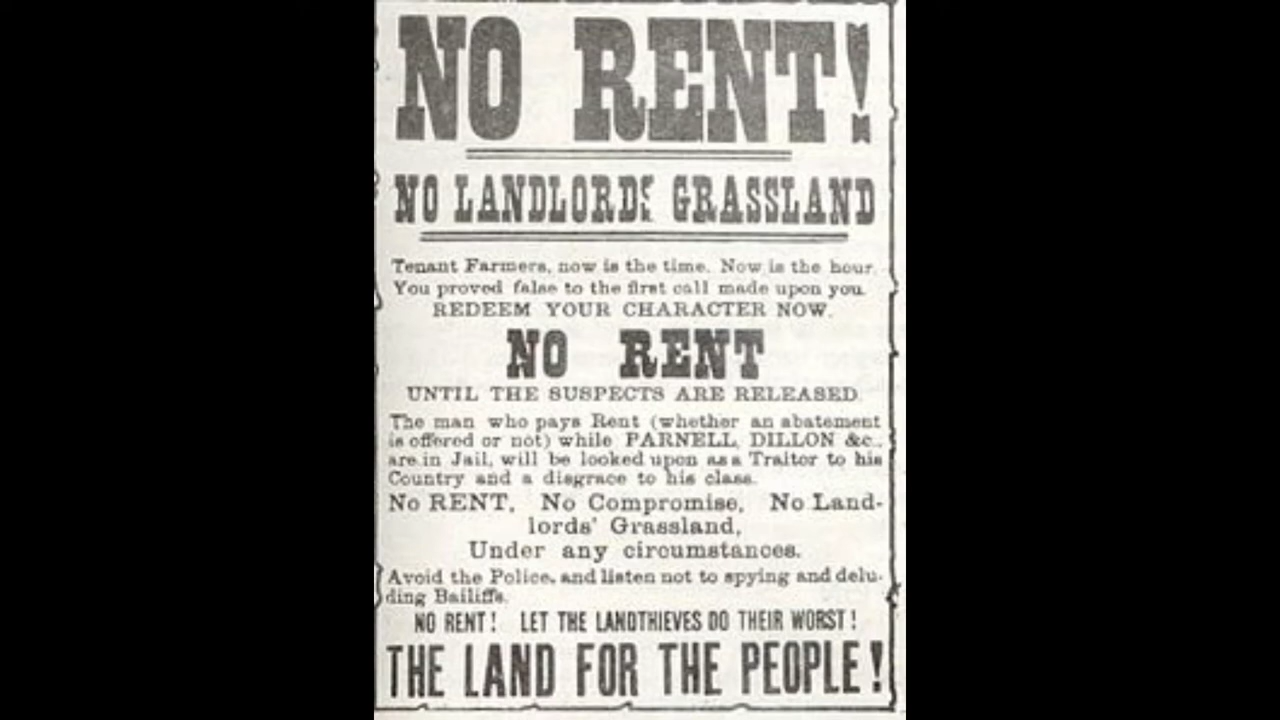 NO RENT!
NO LANDLORDS' GRASSLAND
Tenant Farmers, now is the time. Now is the hour.
You proved false to the first call made upon you.
REDEEM YOUR CHARACTER NOW.
NO RENT
UNTIL THE SUSPECTS ARE RELEASED.
The man who pays Rent (whether an abatement
is offered or not) while PARNELL, DILLON &c.,
are in Jail, will be looked upon as a Traitor to his
Country and a disgrace to his class.
No RENT, No Compromise, No Land-
lords' Grassland,
Under any circumstances.
Avoid the Police, and listen not to spying and delu-
ding Bailiffs.
NO RENT! LET THE LANDTHIEVES DO THEIR WORST!
THE LAND FOR THE PEOPLE!